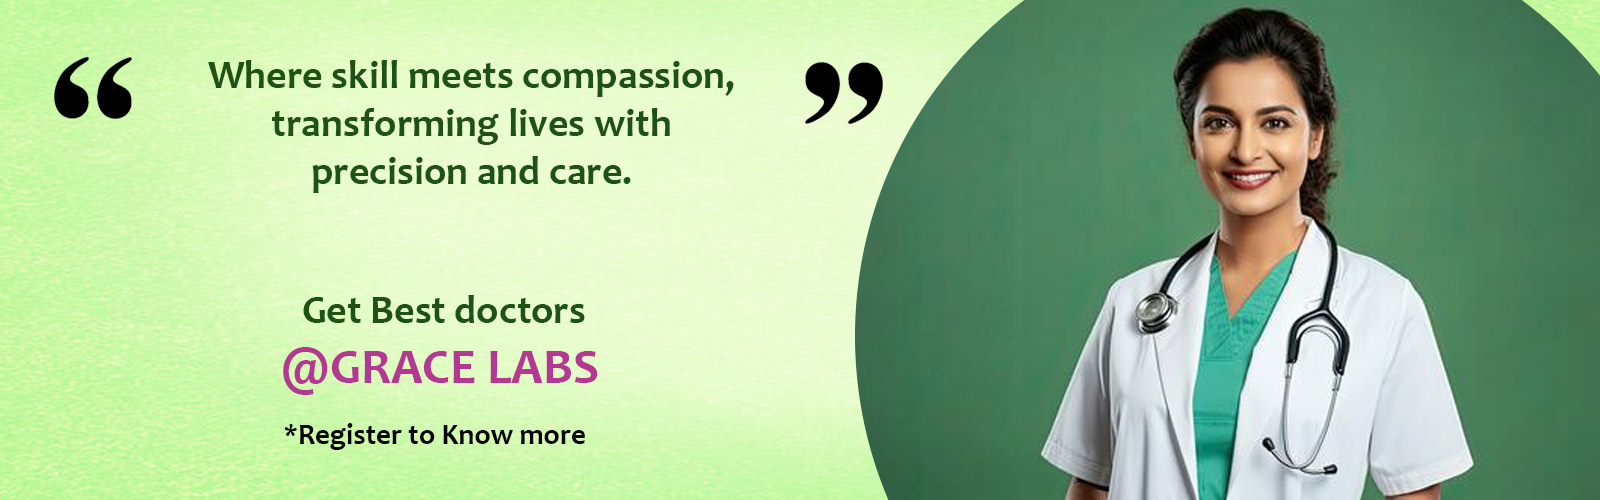 “ Where skill meets compassion, ”
transforming lives with
precision and care.
Get Best doctors
@GRACE LABS
*Register to Know more